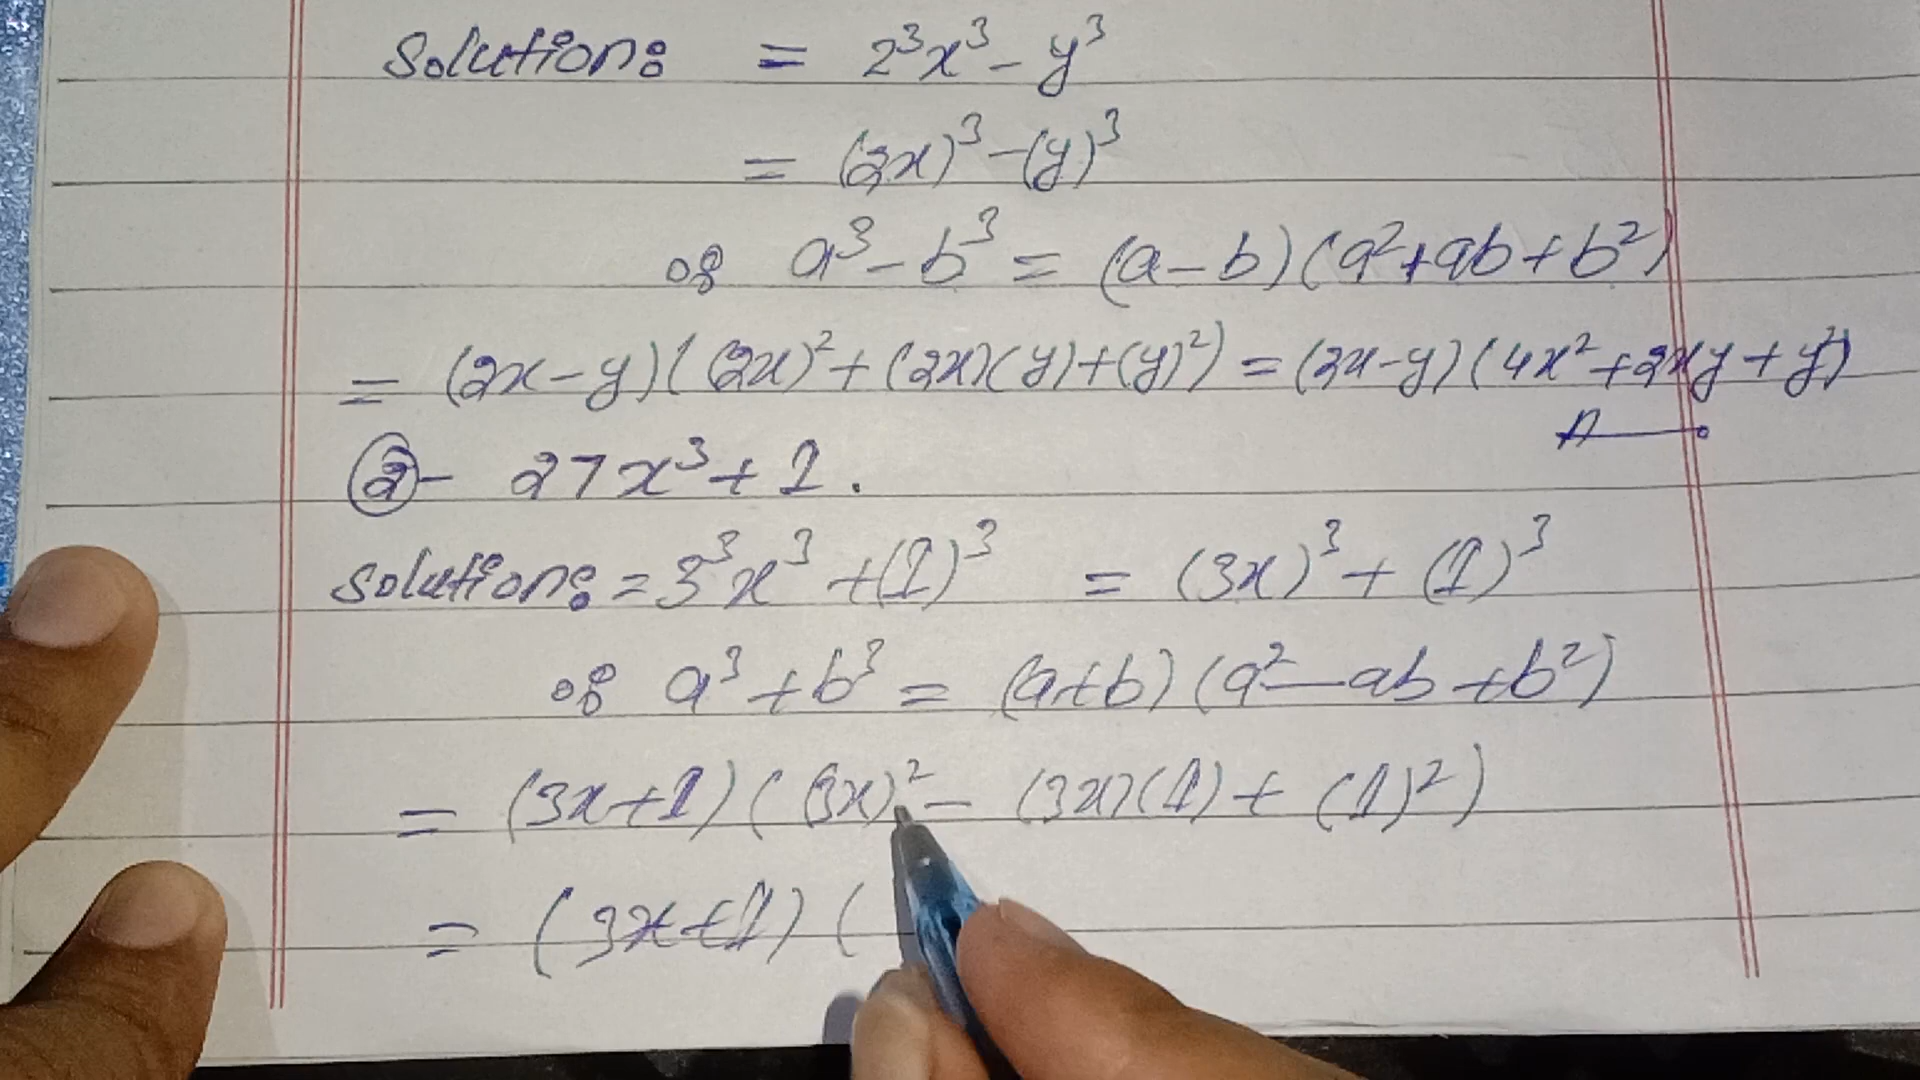 Solution: = 2³x³ - y³
= (2x)³ - (y)³
∵ a³ - b³ = (a - b)(a² + ab + b²)
= (2x - y)((2x)² + (2x)(y) + (y)²) = (2x - y)(4x² + 2xy + y²)
② - 27x³ + 1.
Solution: = 3³x³ + (1)³ = (3x)³ + (1)³
∵ a³ + b³ = (a + b)(a² - ab + b²)
= (3x + 1)((3x)² - (3x)(1) + (1)²)
= (3x + 1)(